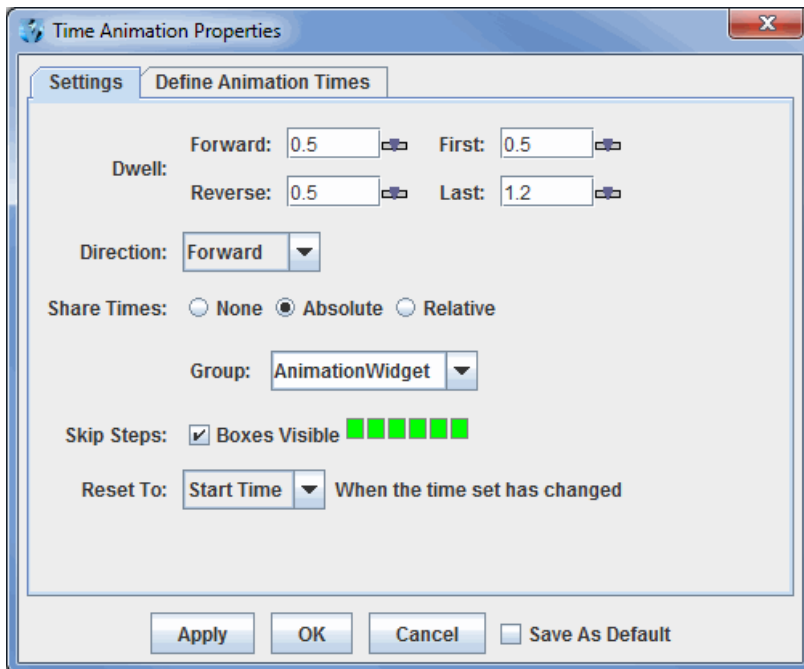 Time Animation Properties
Settings Define Animation Times
Dwell: Forward: 0.5 First: 0.5
Reverse: 0.5 Last: 1.2
Direction: Forward
Share Times: None Absolute Relative
Group: AnimationWidget
Skip Steps: Boxes Visible
Reset To: Start Time When the time set has changed
Apply OK Cancel Save As Default